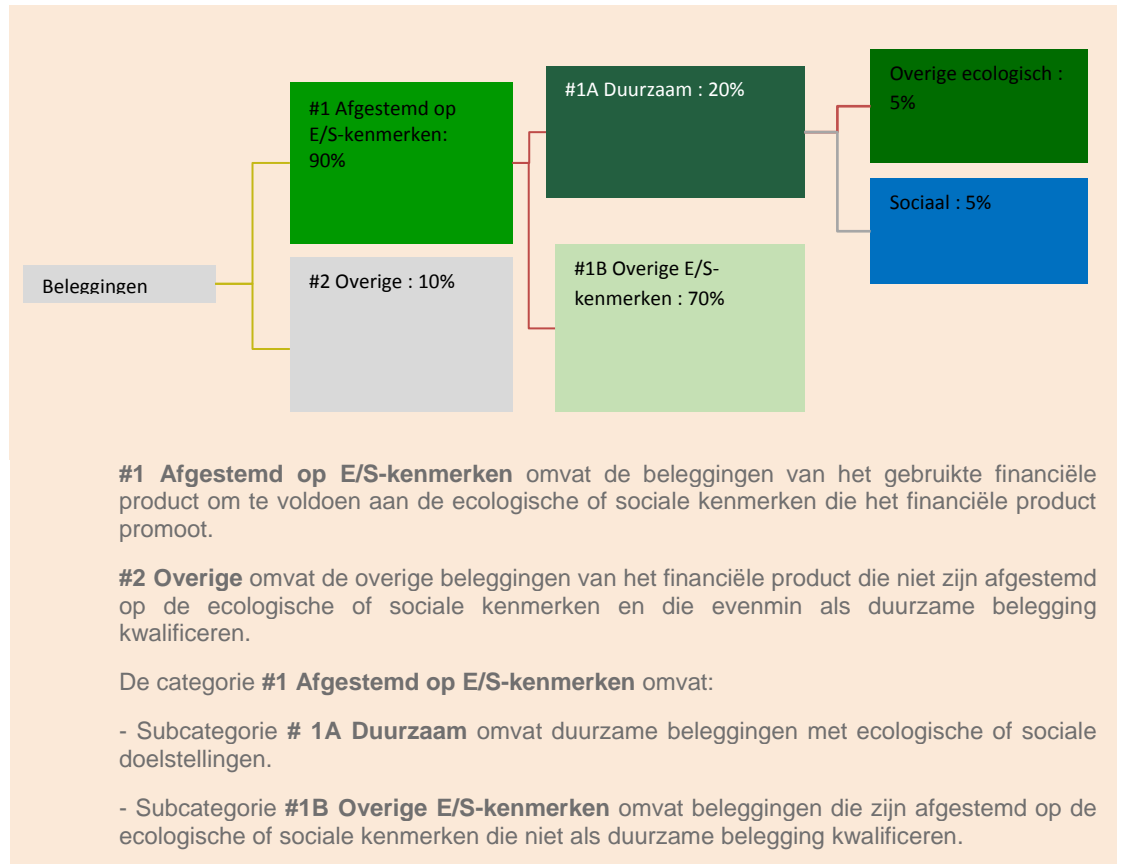 Beleggingen
#1 Afgestemd op
E/S-kenmerken:
90%
#2 Overige : 10%
#1A Duurzaam : 20%
#1B Overige E/S-
kenmerken : 70%
Overige ecologisch :
5%
Sociaal : 5%
#1 Afgestemd op E/S-kenmerken omvat de beleggingen van het gebruikte financiële
product om te voldoen aan de ecologische of sociale kenmerken die het financiële product
promoot.
#2 Overige omvat de overige beleggingen van het financiële product die niet zijn afgestemd
op de ecologische of sociale kenmerken en die evenmin als duurzame belegging
kwalificeren.
De categorie #1 Afgestemd op E/S-kenmerken omvat:
- Subcategorie # 1A Duurzaam omvat duurzame beleggingen met ecologische of sociale
doelstellingen.
- Subcategorie #1B Overige E/S-kenmerken omvat beleggingen die zijn afgestemd op de
ecologische of sociale kenmerken die niet als duurzame belegging kwalificeren.